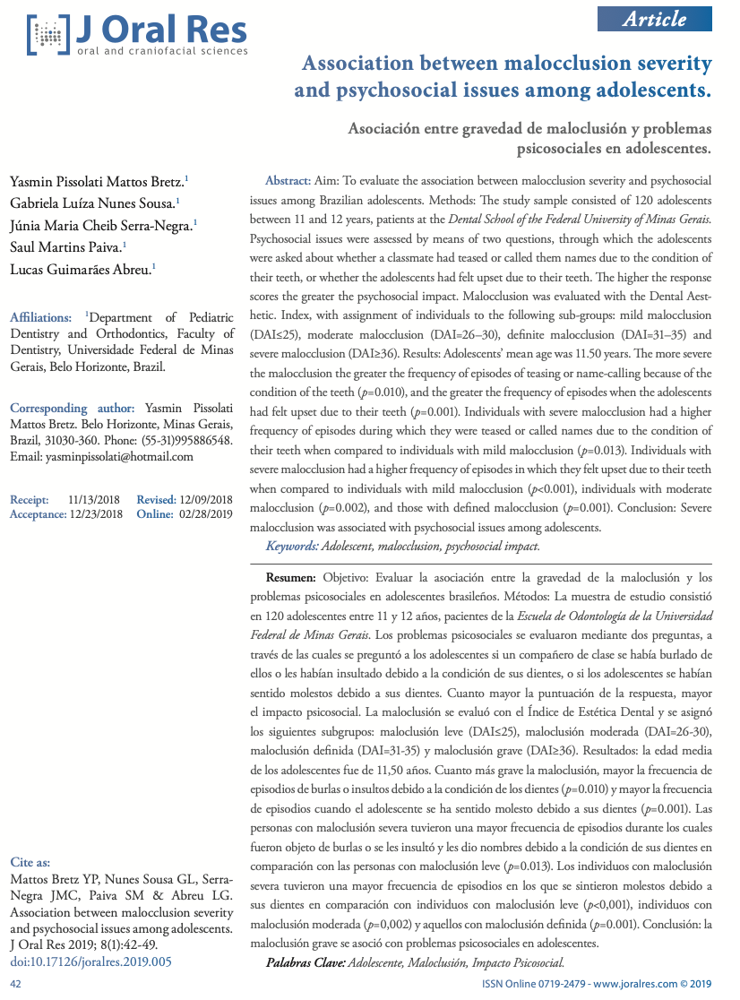 J Oral Res
oral and craniofacial sciences
Article
Association between malocclusion severity
and psychosocial issues among adolescents.
Asociación entre gravedad de maloclusión y problemas
psicosociales en adolescentes.
Yasmin Pissolati Mattos Bretz.1
Gabriela Luíza Nunes Sousa.1
Júnia Maria Cheib Serra-Negra.1
Saul Martins Paiva.1
Lucas Guimarães Abreu.1
Affiliations: 1Department of Pediatric
Dentistry and Orthodontics, Faculty of
Dentistry, Universidade Federal de Minas
Gerais, Belo Horizonte, Brazil.
Corresponding author: Yasmin Pissolati
Mattos Bretz. Belo Horizonte, Minas Gerais,
Brazil, 31030-360. Phone: (55-31)995886548.
Email: yasminpissolati@hotmail.com
Receipt: 11/13/2018 Revised: 12/09/2018
Acceptance: 12/23/2018 Online: 02/28/2019
Abstract: Aim: To evaluate the association between malocclusion severity and psychosocial
issues among Brazilian adolescents. Methods: The study sample consisted of 120 adolescents
between 11 and 12 years, patients at the Dental School of the Federal University of Minas Gerais.
Psychosocial issues were assessed by means of two questions, through which the adolescents
were asked about whether a classmate had teased or called them names due to the condition of
their teeth, or whether the adolescents had felt upset due to their teeth. The higher the response
scores the greater the psychosocial impact. Malocclusion was evaluated with the Dental Aest-
hetic. Index, with assignment of individuals to the following sub-groups: mild malocclusion
(DAI≤25), moderate malocclusion (DAI=26–30), definite malocclusion (DAI=31–35) and
severe malocclusion (DAI≥36). Results: Adolescents' mean age was 11.50 years. The more severe
the malocclusion the greater the frequency of episodes of teasing or name-calling because of the
condition of the teeth (p=0.010), and the greater the frequency of episodes when the adolescents
had felt upset due to their teeth (p=0.001). Individuals with severe malocclusion had a higher
frequency of episodes during which they were teased or called names due to the condition of
their teeth when compared to individuals with mild malocclusion (p=0.013). Individuals with
severe malocclusion had a higher frequency of episodes in which they felt upset due to their teeth
when compared to individuals with mild malocclusion (p<0.001), individuals with moderate
malocclusion (p=0.002), and those with defined malocclusion (p=0.001). Conclusion: Severe
malocclusion was associated with psychosocial issues among adolescents.
Keywords: Adolescent, malocclusion, psychosocial impact.
Resumen: Objetivo: Evaluar la asociación entre la gravedad de la maloclusión y los
problemas psicosociales en adolescentes brasileños. Métodos: La muestra de estudio consistió
en 120 adolescentes entre 11 y 12 años, pacientes de la Escuela de Odontología de la Universidad
Federal de Minas Gerais. Los problemas psicosociales se evaluaron mediante dos preguntas, a
través de las cuales se preguntó a los adolescentes si un compañero de clase se había burlado de
ellos o les habían insultado debido a la condición de sus dientes, o si los adolescentes se habían
sentido molestos debido a sus dientes. Cuanto mayor la puntuación de la respuesta, mayor
el impacto psicosocial. La maloclusión se evaluó con el Índice de Estética Dental y se asignó
los siguientes subgrupos: maloclusión leve (DAI≤25), maloclusión moderada (DAI=26-30),
maloclusión definida (DAI=31-35) y maloclusión grave (DAI≥36). Resultados: la edad media
de los adolescentes fue de 11,50 años. Cuanto más grave la maloclusión, mayor la frecuencia de
episodios de burlas o insultos debido a la condición de los dientes (p=0.010) y mayor la frecuencia
de episodios cuando el adolescente se ha sentido molesto debido a sus dientes (p=0.001). Las
personas con maloclusión severa tuvieron una mayor frecuencia de episodios durante los cuales
fueron objeto de burlas o se les insultó y les dio nombres debido a la condición de sus dientes en
comparación con las personas con maloclusión leve (p=0.013). Los individuos con maloclusión
severa tuvieron una mayor frecuencia de episodios en los que se sintieron molestos debido a
sus dientes en comparación con individuos con maloclusión leve (p<0,001), individuos con
maloclusión moderada (p=0,002) y aquellos con maloclusión definida (p=0.001). Conclusión: la
maloclusión grave se asoció con problemas psicosociales en adolescentes.
Palabras Clave: Adolescente, Maloclusión, Impacto Psicosocial.
Cite as:
Mattos Bretz YP, Nunes Sousa GL, Serra-
Negra JMC, Paiva SM & Abreu LG.
Association between malocclusion severity
and psychosocial issues among adolescents.
J Oral Res 2019; 8(1):42-49.
doi:10.17126/joralres.2019.005
42
ISSN Online 0719-2479 - www.joralres.com © 2019